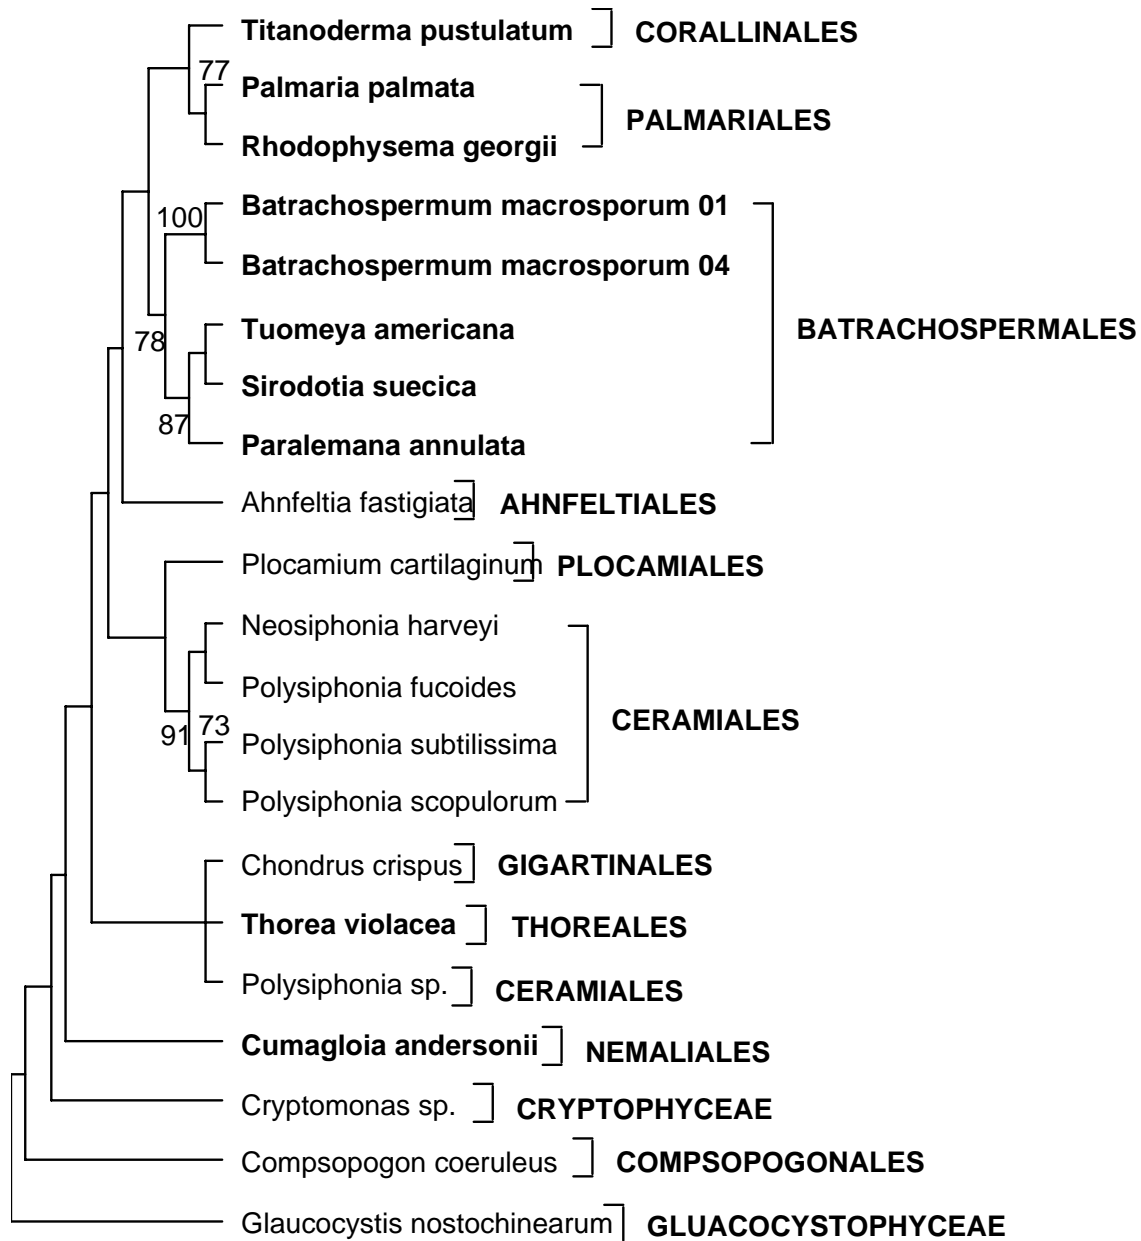 Titanoderma pustulatum CORALLINALES
77
Palmaria palmata
PALMARIALES
Rhodophysema georgii
Batrachospermum macrosporum 01
100
Batrachospermum macrosporum 04
Tuomeya americana
BATRACHOSPERMALES
78
Sirodotia suecica
87
Paralemana annulata
Ahnfeltia fastigiata AHNFELTIALES
Plocamium cartilaginum PLOCAMIALES
Neosiphonia harveyi
Polysiphonia fucoides
CERAMIALES
91 73
Polysiphonia subtilissima
Polysiphonia scopulorum
Chondrus crispus GIGARTINALES
Thorea violacea THOREALES
Polysiphonia sp. CERAMIALES
Cumagloia andersonii NEMALIALES
Cryptomonas sp. CRYPTOPHYCEAE
Compsopogon coeruleus COMPSOPOGONALES
Glaucocystis nostochinearum GLUACOCYSTOPHYCEAE